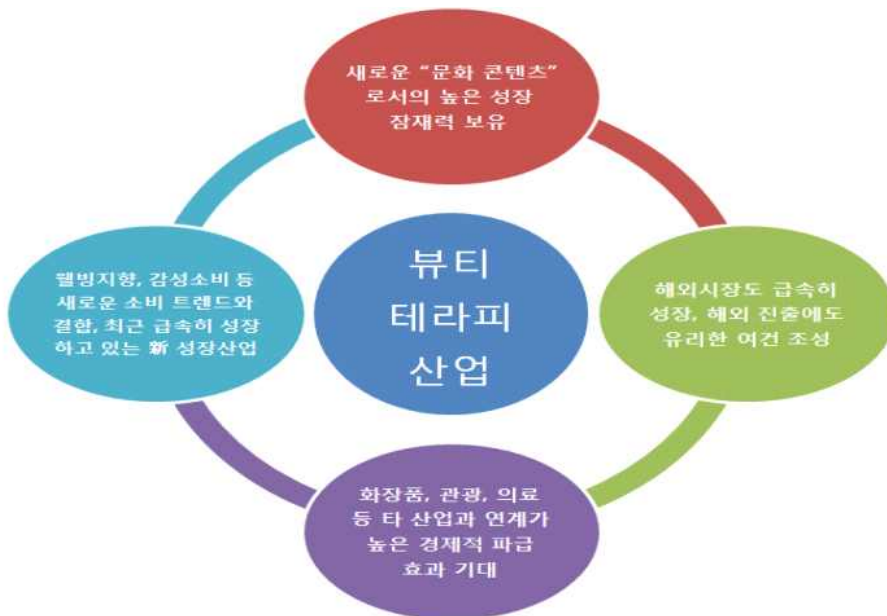 새로운 “문화 콘텐츠”
로서의 높은 성장
잠재력 보유
웰빙지향, 감성소비 등
새로운 소비 트렌드와
결합, 최근 급속히 성장
하고 있는 新 성장산업
뷰티
테라피
산업
해외시장도 급속히
성장, 해외 진출에도
유리한 여건 조성
화장품, 관광, 의료
등 타 산업과 연계가
높은 경제적 파급
효과 기대